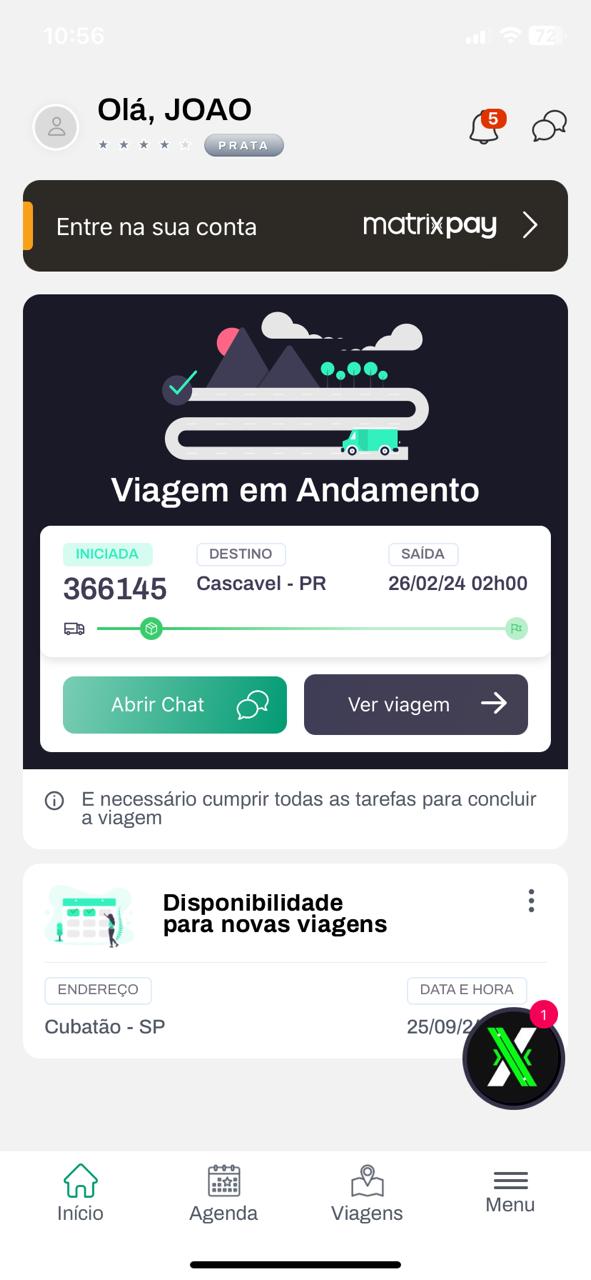 10:56
72
Olá, JOAO
5
PRATA
Entre na sua conta
matrixpay
Viagem em Andamento
INICIADA
DESTINO
SAÍDA
366145
Cascavel - PR
26/02/24 02h00
Abrir Chat
Ver viagem
E necessário cumprir todas as tarefas para concluir
a viagem
Disponibilidade
para novas viagens
ENDEREÇO
DATA E HORA
Cubatão - SP
25/09/2
1
Início
Agenda
Viagens
Menu